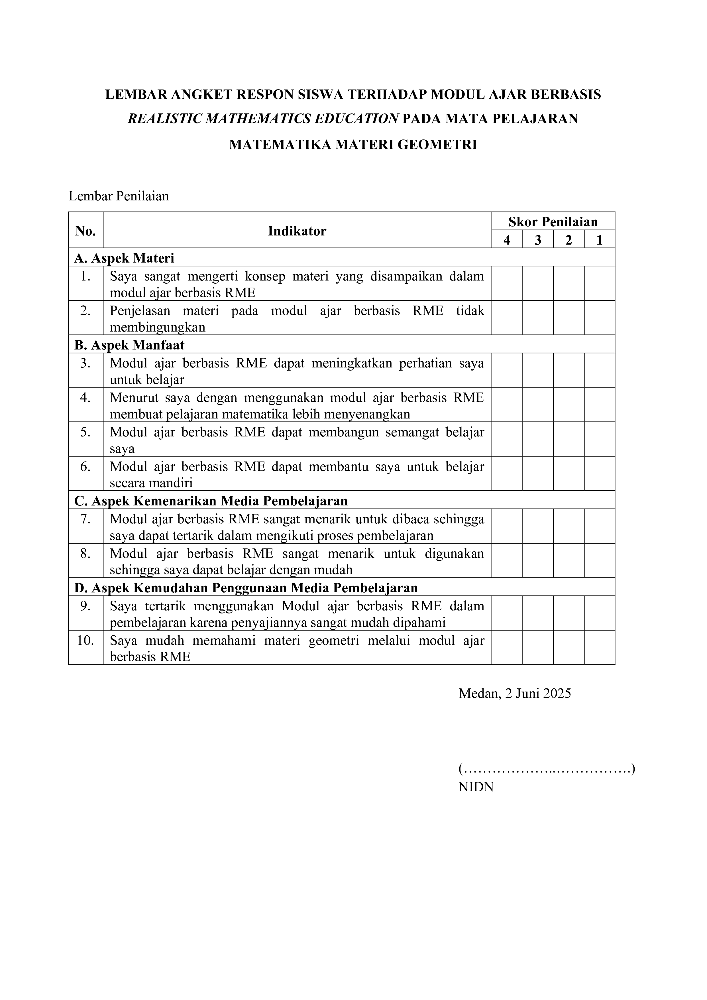 LEMBAR ANGKET RESPON SISWA TERHADAP MODUL AJAR BERBASIS
REALISTIC MATHEMATICS EDUCATION PADA MATA PELAJARAN
MATEMATIKA MATERI GEOMETRI
Lembar Penilaian
No. Indikator Skor Penilaian
4 3 2 1
A. Aspek Materi
1. Saya sangat mengerti konsep materi yang disampaikan dalam
modul ajar berbasis RME
2. Penjelasan materi pada modul ajar berbasis RME tidak
membingungkan
B. Aspek Manfaat
3. Modul ajar berbasis RME dapat meningkatkan perhatian saya
untuk belajar
4. Menurut saya dengan menggunakan modul ajar berbasis RME
membuat pelajaran matematika lebih menyenangkan
5. Modul ajar berbasis RME dapat membangun semangat belajar
saya
6. Modul ajar berbasis RME dapat membantu saya untuk belajar
secara mandiri
C. Aspek Kemenarikan Media Pembelajaran
7. Modul ajar berbasis RME sangat menarik untuk dibaca sehingga
saya dapat tertarik dalam mengikuti proses pembelajaran
8. Modul ajar berbasis RME sangat menarik untuk digunakan
sehingga saya dapat belajar dengan mudah
D. Aspek Kemudahan Penggunaan Media Pembelajaran
9. Saya tertarik menggunakan Modul ajar berbasis RME dalam
pembelajaran karena penyajiannya sangat mudah dipahami
10. Saya mudah memahami materi geometri melalui modul ajar
berbasis RME
Medan, 2 Juni 2025
(…………………..…………….)
NIDN